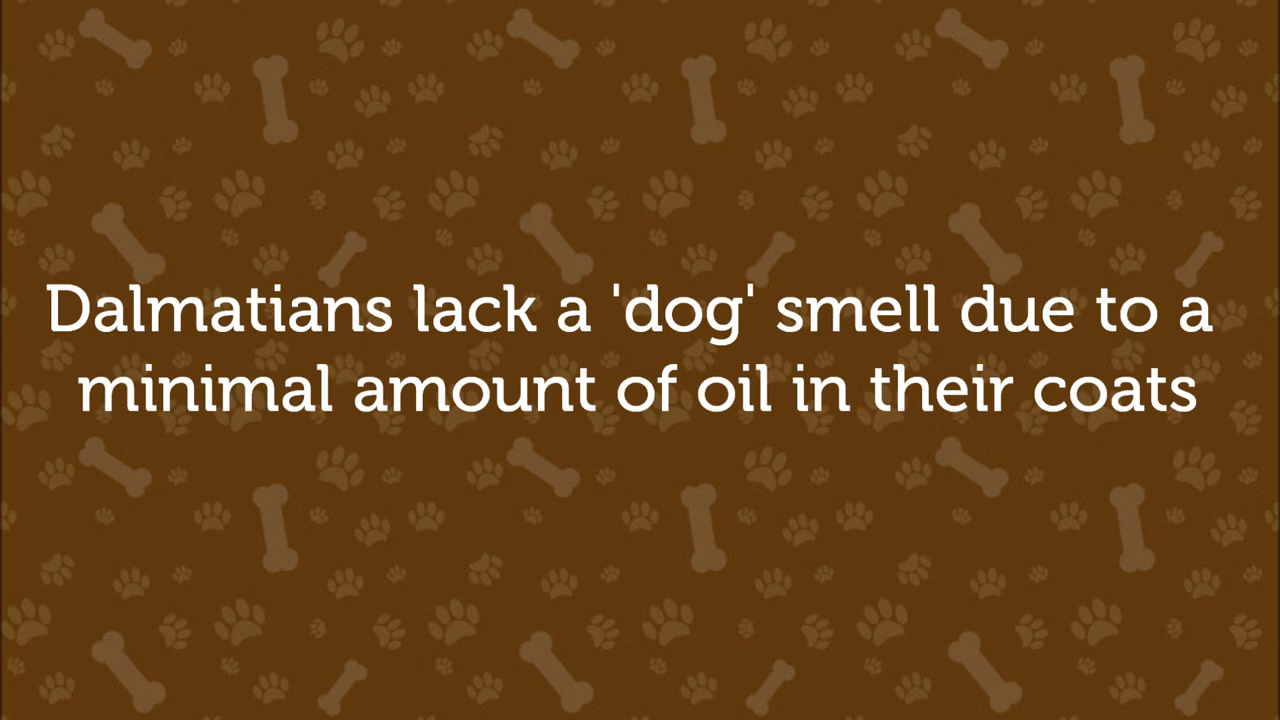 Dalmatians lack a 'dog' smell due to a
minimal amount of oil in their coats